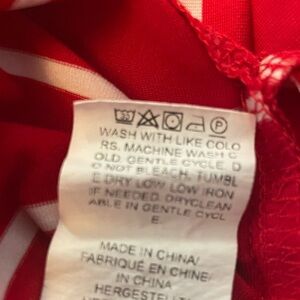 WASH WITH LIKE COLO
RS. MACHINE WASH C
OLD. GENTLE CYCLE. D
O NOT BLEACH. TUMBL
E DRY LOW. LOW IRON
IF NEEDED. DRYCLEAN
ABLE IN GENTLE CYCL
E.
MADE IN CHINA/
FABRIQUÉ EN CHINE/
IN CHINA
HERGESTELLT